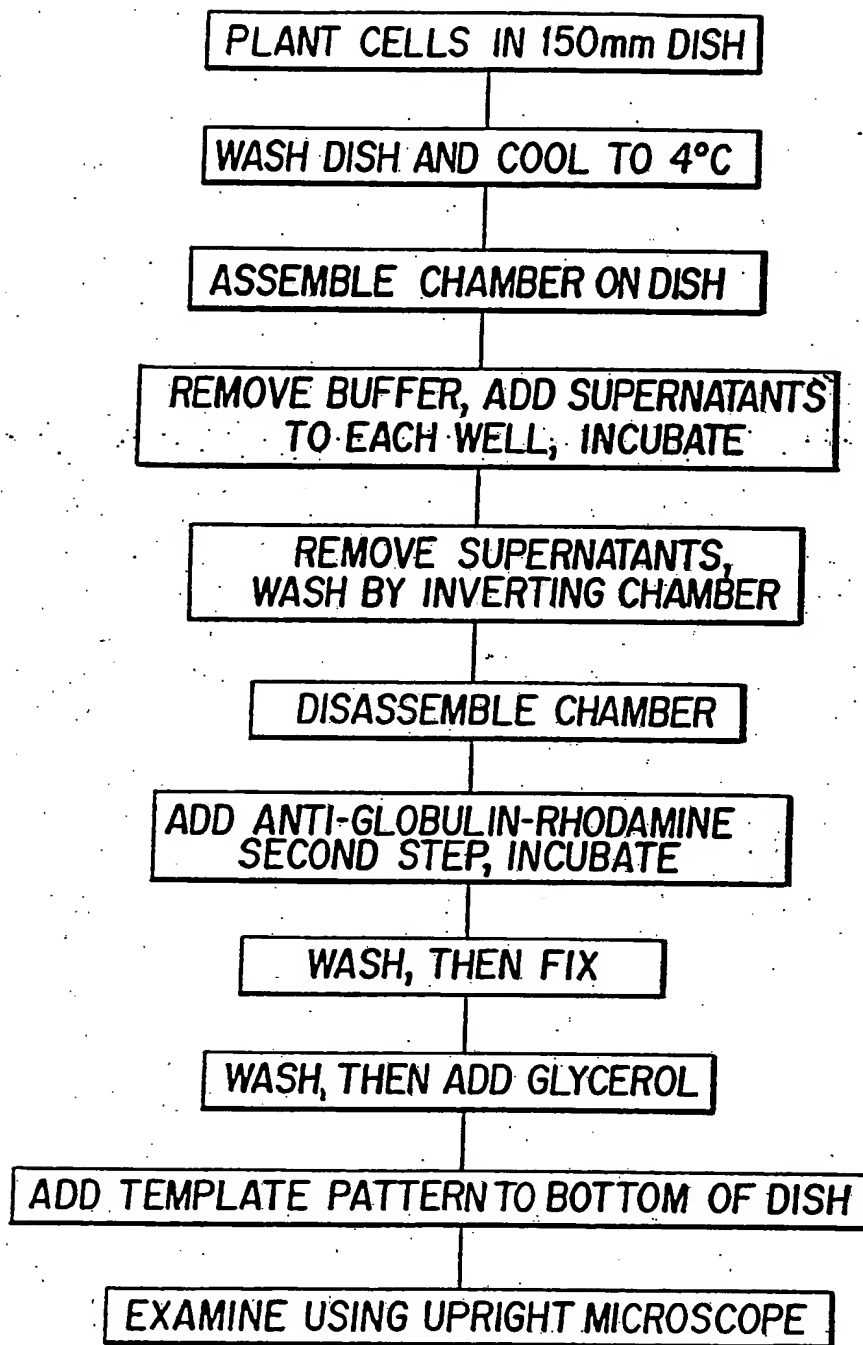 PLANT CELLS IN 150mm DISH
WASH DISH AND COOL TO 4°C
ASSEMBLE CHAMBER ON DISH
REMOVE BUFFER, ADD SUPERNATANTS
TO EACH WELL, INCUBATE
REMOVE SUPERNATANTS,
WASH BY INVERTING CHAMBER
DISASSEMBLE CHAMBER
ADD ANTI-GLOBULIN-RHODAMINE
SECOND STEP, INCUBATE
WASH, THEN FIX
WASH, THEN ADD GLYCEROL
ADD TEMPLATE PATTERN TO BOTTOM OF DISH
EXAMINE USING UPRIGHT MICROSCOPE